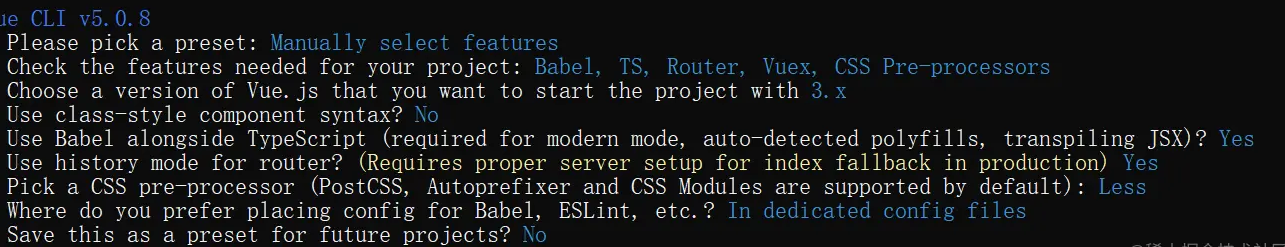 ue CLI v5.0.8
Please pick a preset: Manually select features
Check the features needed for your project: Babel, TS, Router, Vuex, CSS Pre-processors
Choose a version of Vue.js that you want to start the project with 3.x
Use class-style component syntax? No
Use Babel alongside TypeScript (required for modern mode, auto-detected polyfills, transpiling JSX)? Yes
Use history mode for router? (Requires proper server setup for index fallback in production) Yes
Pick a CSS pre-processor (PostCSS, Autoprefixer and CSS Modules are supported by default): Less
Where do you prefer placing config for Babel, ESLint, etc.? In dedicated config files
Save this as a preset for future projects? No